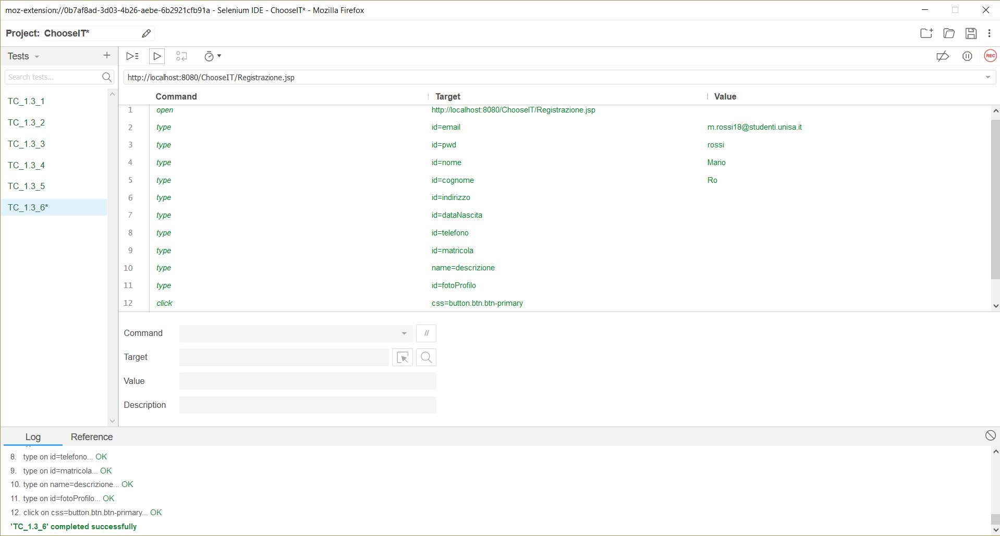 moz-extension://0b7af8ad-3d03-4b26-aebe-6b2921cfb91a - Selenium IDE - ChooseIT* - Mozilla Firefox
Project: ChooseIT*
Tests
REC
Search tests...
http://localhost:8080/ChooseIT/Registrazione.jsp
Command Target Value
TC_1.3_1
TC_1.3_2
TC_1.3_3
TC_1.3_4
TC_1.3_5
TC_1.3_6*
1 open http://localhost:8080/ChooseIT/Registrazione.jsp
2 type id=email m.rossi18@studenti.unisa.it
3 type id=pwd rossi
4 type id=nome Mario
5 type id=cognome Ro
6 type id=indirizzo
7 type id=dataNascita
8 type id=telefono
9 type id=matricola
10 type name=descrizione
11 type id=fotoProfilo
12 click css=button.btn.btn-primary
Command //
Target
Value
Description
Log Reference
8. type on id=telefono... OK
9. type on id=matricola... OK
10. type on name=descrizione... OK
11. type on id=fotoProfilo... OK
12. click on css=button.btn.btn-primary... OK
'TC_1.3_6' completed successfully